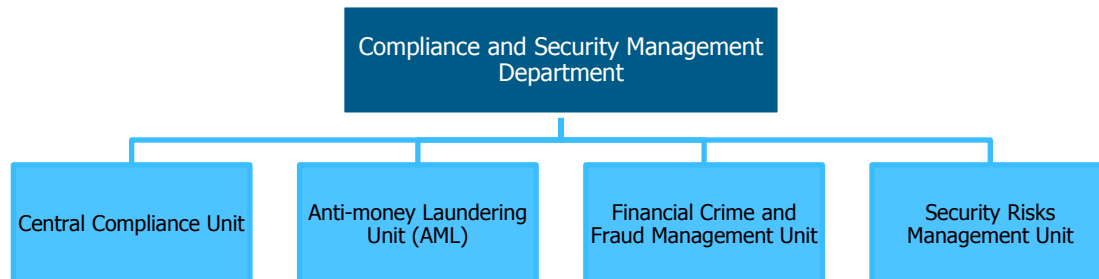 Compliance and Security Management
Department
Central Compliance Unit
Anti-money Laundering
Unit (AML)
Financial Crime and
Fraud Management Unit
Security Risks
Management Unit